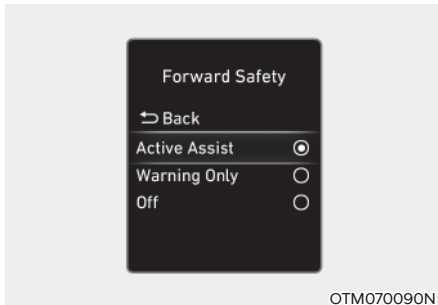 Forward Safety
Back
Active Assist
Warning Only
Off
OTM070090N